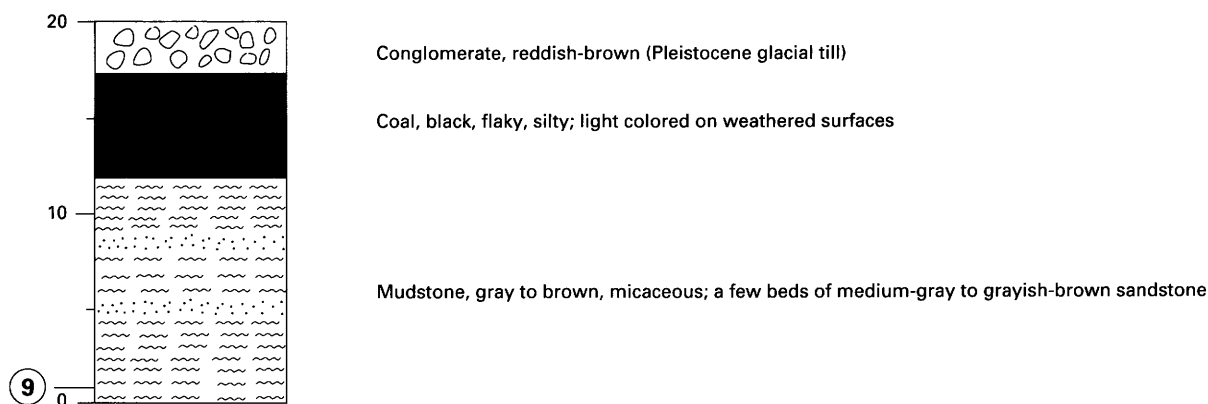 20
Conglomerate, reddish-brown (Pleistocene glacial till)
Coal, black, flaky, silty; light colored on weathered surfaces
10
Mudstone, gray to brown, micaceous; a few beds of medium-gray to grayish-brown sandstone
9
0